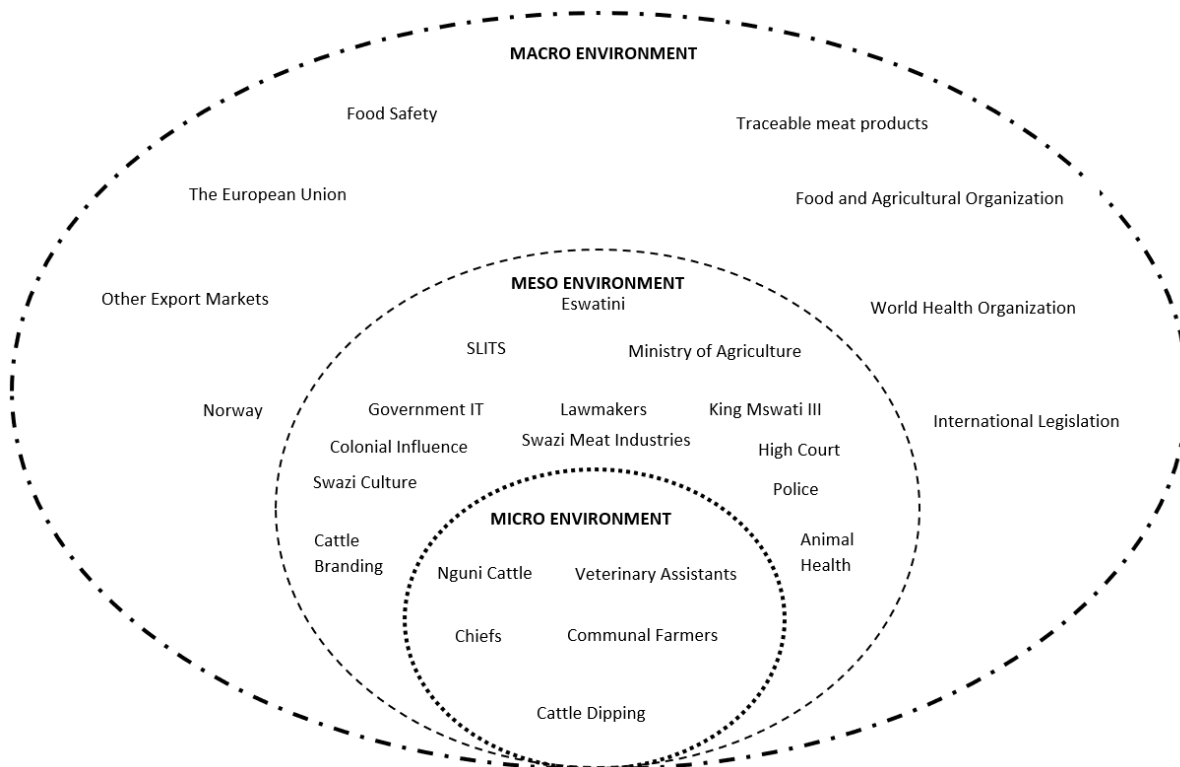 MACRO ENVIRONMENT
Food Safety
Traceable meat products
The European Union
Food and Agricultural Organization
MESO ENVIRONMENT
Eswatini
Other Export Markets
World Health Organization
SLITS
Ministry of Agriculture
Norway
Government IT
Lawmakers
King Mswati III
International Legislation
Colonial Influence
Swazi Meat Industries
High Court
Swazi Culture
Police
MICRO ENVIRONMENT
Cattle
Branding
Animal
Health
Nguni Cattle
Veterinary Assistants
Chiefs
Communal Farmers
Cattle Dipping